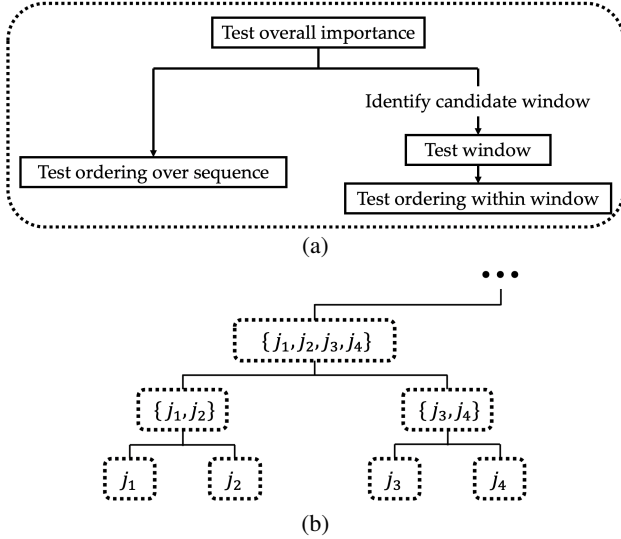 Test overall importance
Identify candidate window
Test ordering over sequence
Test window
Test ordering within window
(a)
•••
{j₁, j₂, j₃, j₄}
{j₁, j₂} {j₃, j₄}
j₁ j₂ j₃ j₄
(b)